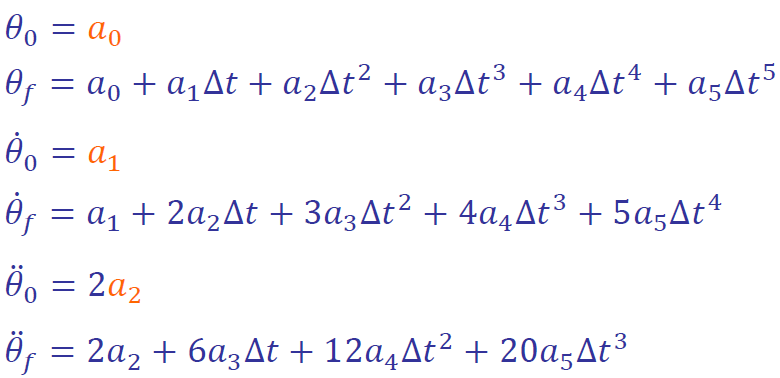 θ₀ = a₀
θ_f = a₀ + a₁Δt + a₂Δt² + a₃Δt³ + a₄Δt⁴ + a₅Δt⁵
θ̇₀ = a₁
θ̇_f = a₁ + 2a₂Δt + 3a₃Δt² + 4a₄Δt³ + 5a₅Δt⁴
θ̈₀ = 2a₂
θ̈_f = 2a₂ + 6a₃Δt + 12a₄Δt² + 20a₅Δt³